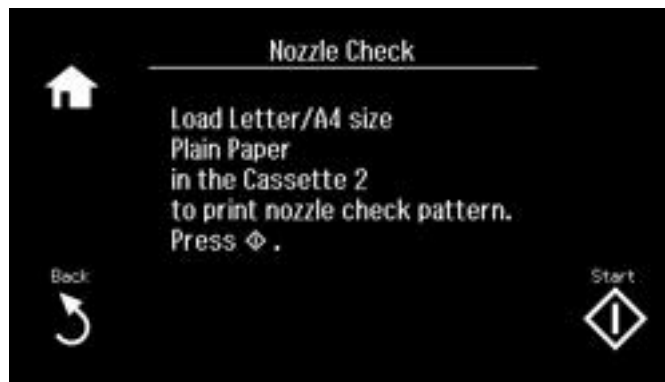 Nozzle Check
Load Letter/A4 size
Plain Paper
in the Cassette 2
to print nozzle check pattern.
Press .
Back
Start